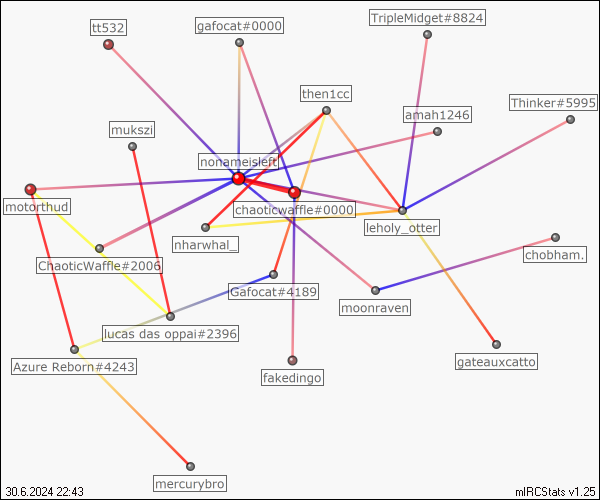 TripleMidget#8824
gafocat#0000
tt532
then1cc
Thinker#5995
amah1246
mukszi
nonameisleft
motorthud
chaoticwaffle#0000
leholy_otter
nharwhal_
chobham.
ChaoticWaffle#2006
Gafocat#4189
moonraven
lucas das oppai#2396
Azure Reborn#4243
gateauxcatto
fakedingo
mercurybro
30.6.2024 22:43
mIRCStats v1.25